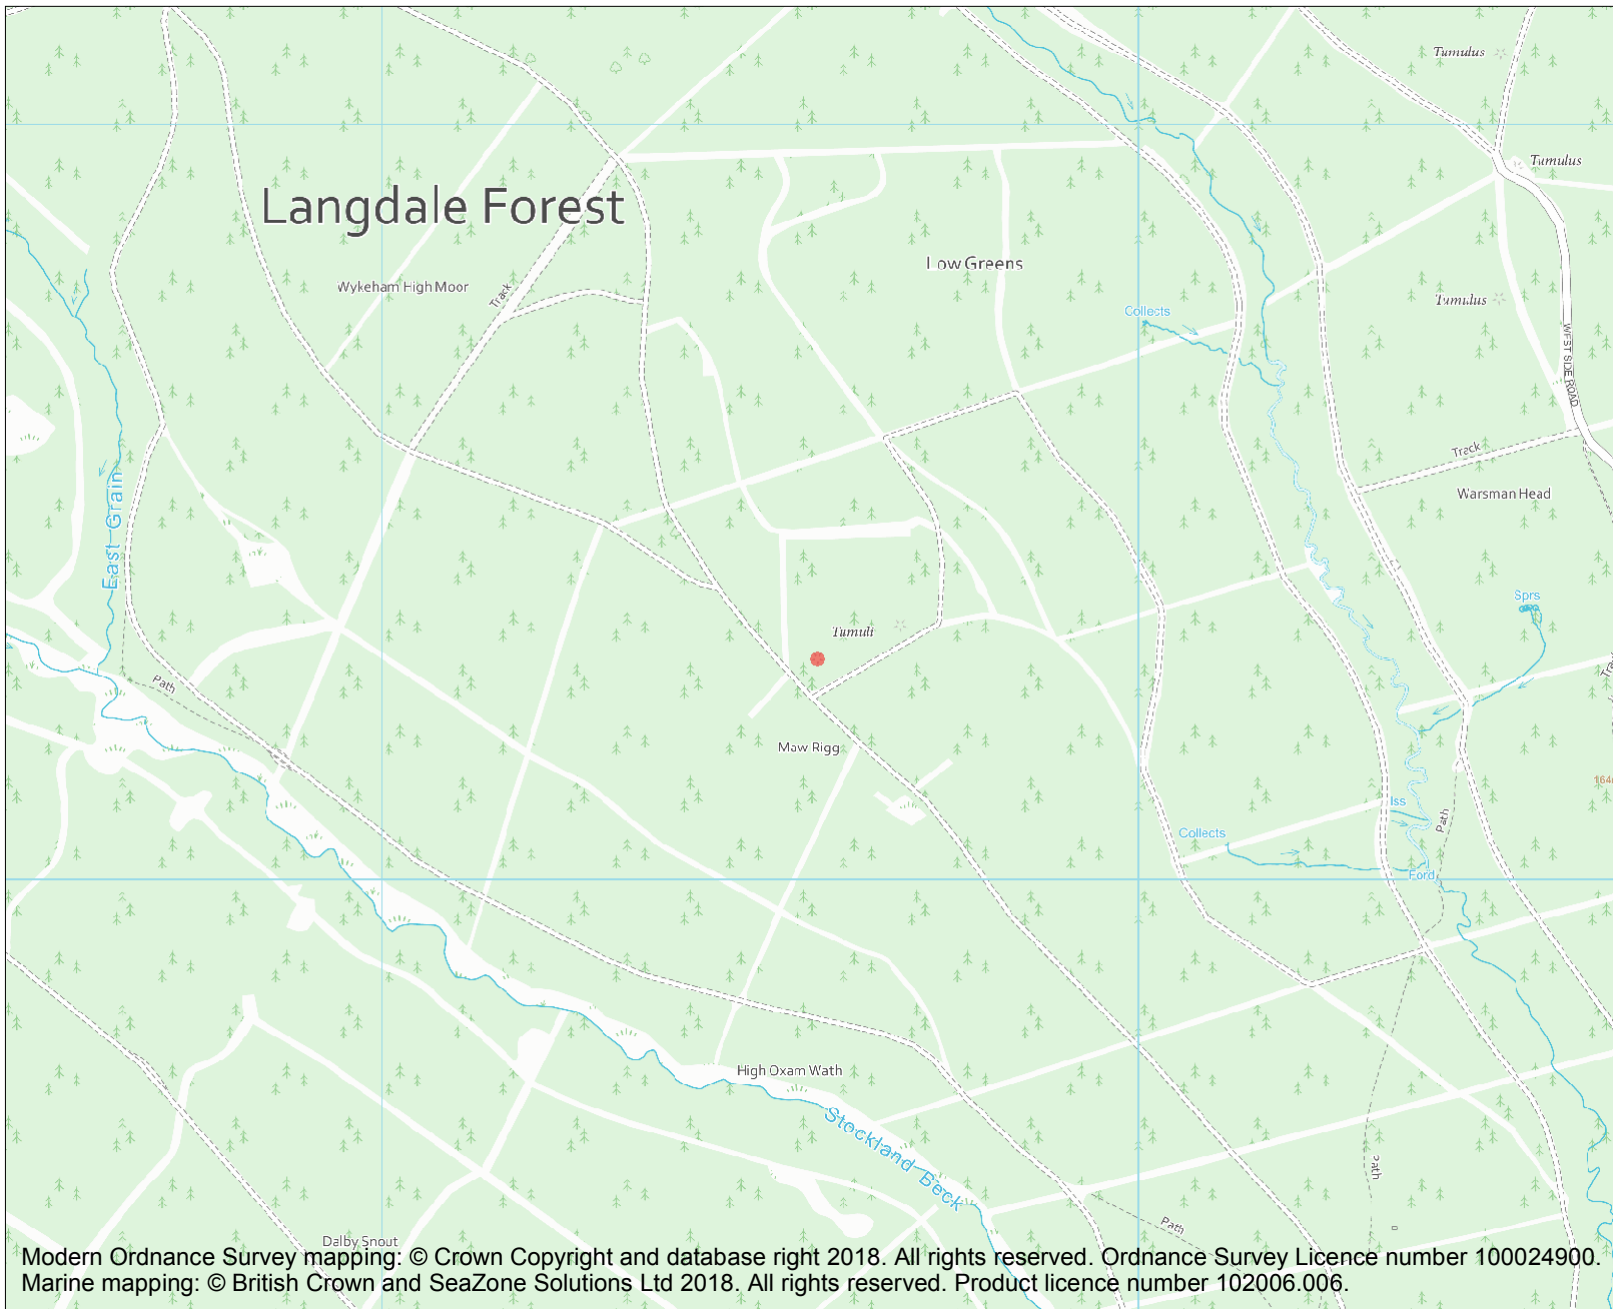 Tumulus
Tumulus
Langdale Forest
Low Greens
Wykeham High Moor
Track
Tumulus
Collects
WEST SIDE ROAD
Track
Warsman Head
East Grain
Sprs
Tumuli
Path
Maw Rigg
Iss
Path
Collects
Ford
High Oxam Wath
Stockland Beck
Path
Path
Dalby Snout
Modern Ordnance Survey mapping: © Crown Copyright and database right 2018. All rights reserved. Ordnance Survey Licence number 100024900.
Marine mapping: © British Crown and SeaZone Solutions Ltd 2018. All rights reserved. Product licence number 102006.006.